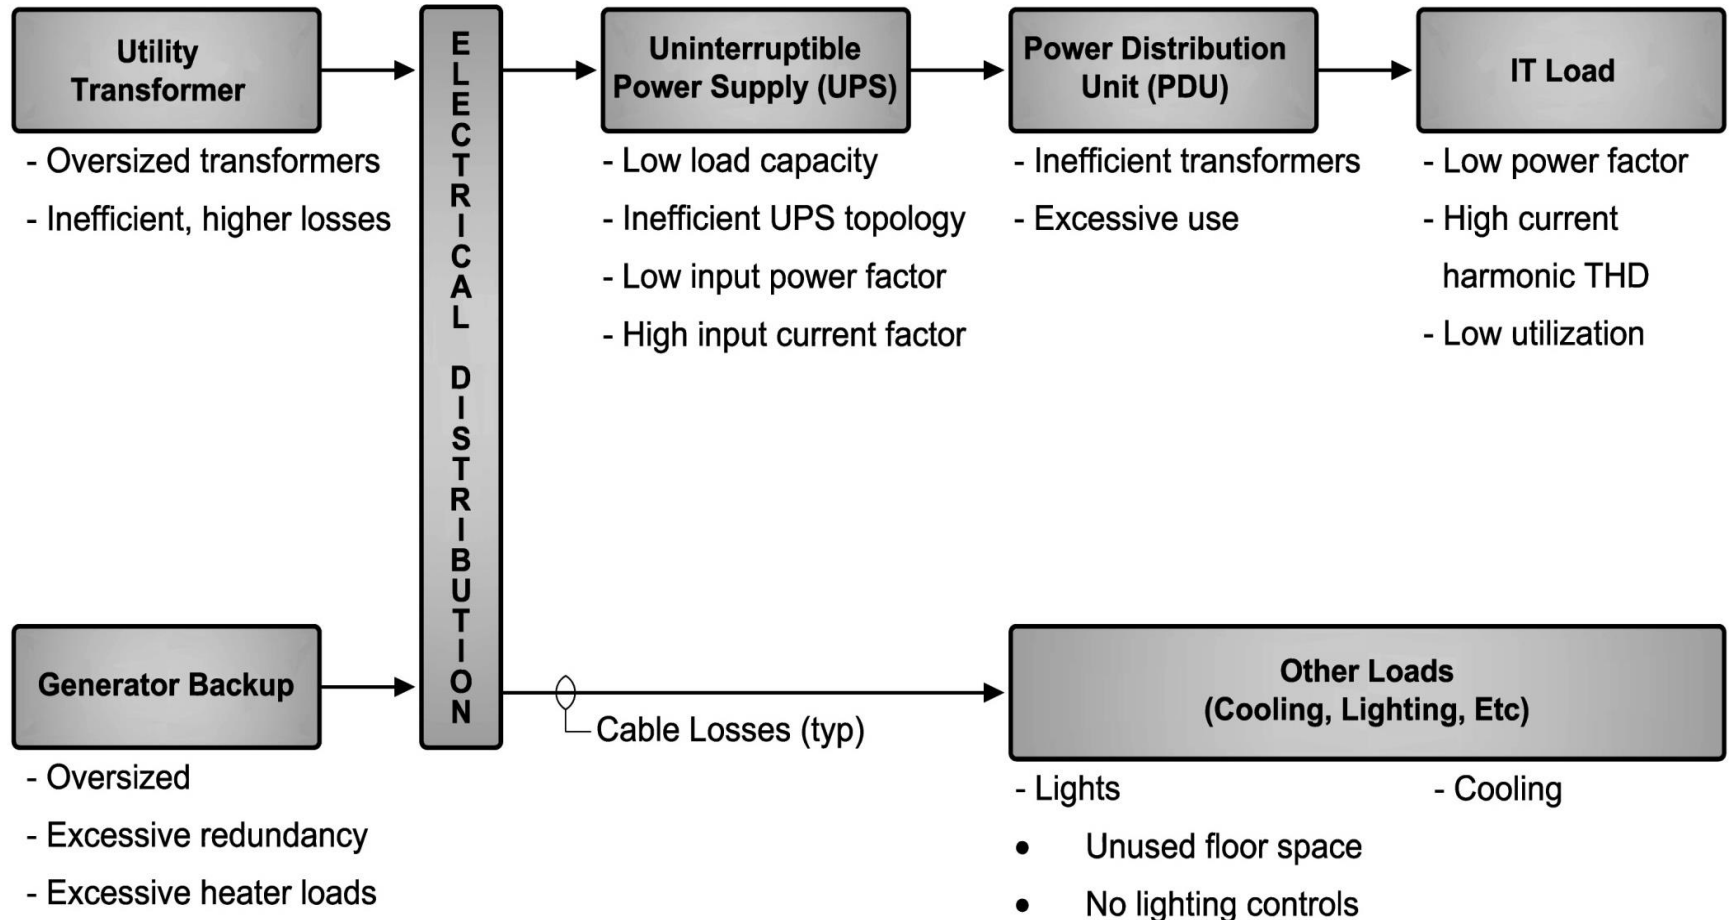 Utility
Transformer
- Oversized transformers
- Inefficient, higher losses
ELECTRICAL DISTRIBUTION
Uninterruptible
Power Supply (UPS)
- Low load capacity
- Inefficient UPS topology
- Low input power factor
- High input current factor
Power Distribution
Unit (PDU)
- Inefficient transformers
- Excessive use
IT Load
- Low power factor
- High current
harmonic THD
- Low utilization
Generator Backup
- Oversized
- Excessive redundancy
- Excessive heater loads
Cable Losses (typ)
Other Loads
(Cooling, Lighting, Etc)
- Lights
• Unused floor space
• No lighting controls
- Cooling